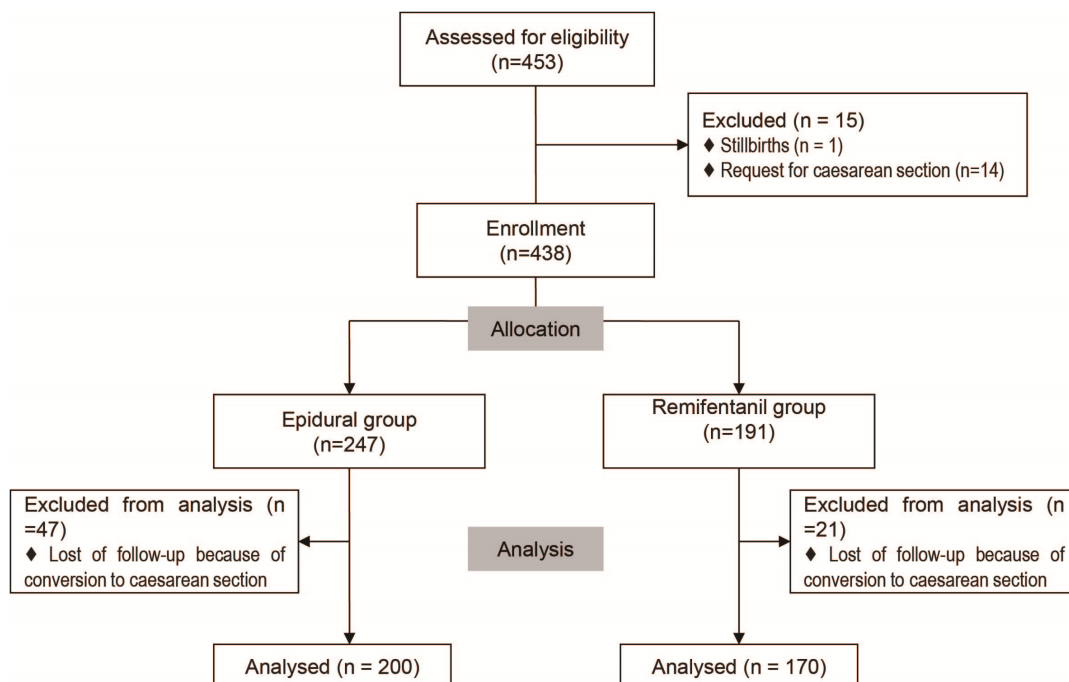 Assessed for eligibility
(n=453)
Excluded (n = 15)
♦ Stillbirths (n = 1)
♦ Request for caesarean section (n=14)
Enrollment
(n=438)
Allocation
Epidural group
(n=247)
Remifentanil group
(n=191)
Excluded from analysis (n
=47)
♦ Lost of follow-up because of
conversion to caesarean section
Analysis
Excluded from analysis (n
=21)
♦ Lost of follow-up because of
conversion to caesarean section
Analysed (n = 200)
Analysed (n = 170)